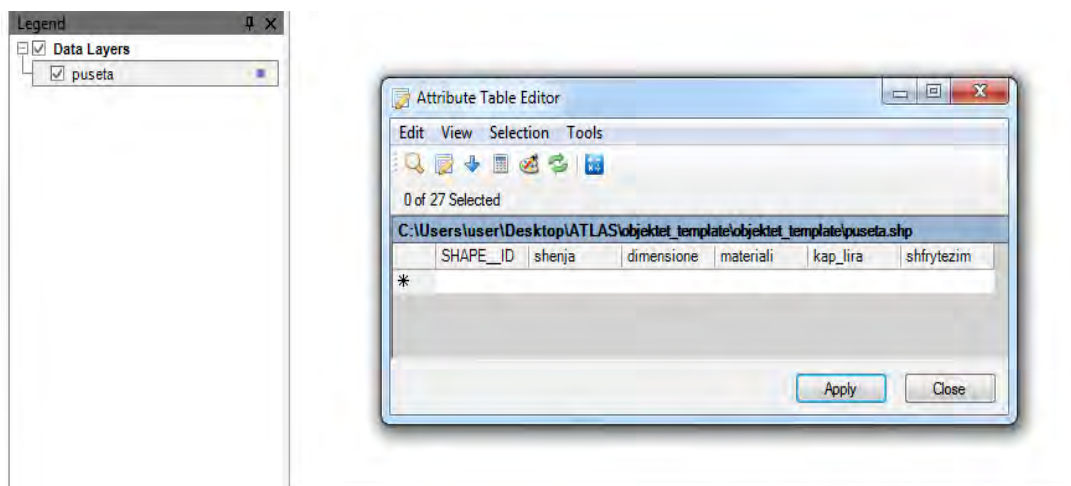 Legend
Data Layers
puseta
Attribute Table Editor
Edit View Selection Tools
0 of 27 Selected
C:\Users\user\Desktop\ATLAS\objektet_template\objektet_template\puseta.shp
SHAPE__ID shenja dimensione materiali kap_lira shfrytezim
Apply Close